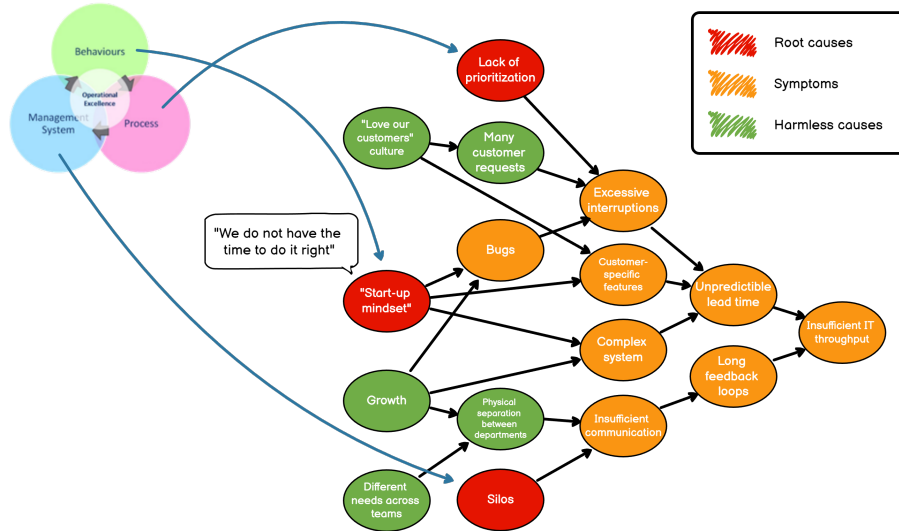 Behaviours
Operational
Excellence
Management
System
Process
Root causes
Symptoms
Harmless causes
Lack of
prioritization
"Love our
customers"
culture
Many
customer
requests
Excessive
interruptions
"We do not have the
time to do it right"
Bugs
Customer-
specific
features
"Start-up
mindset"
Unpredictible
lead time
Insufficient IT
throughput
Complex
system
Long
feedback
loops
Growth
Physical
separation
between
departments
Insufficient
communication
Different
needs across
teams
Silos